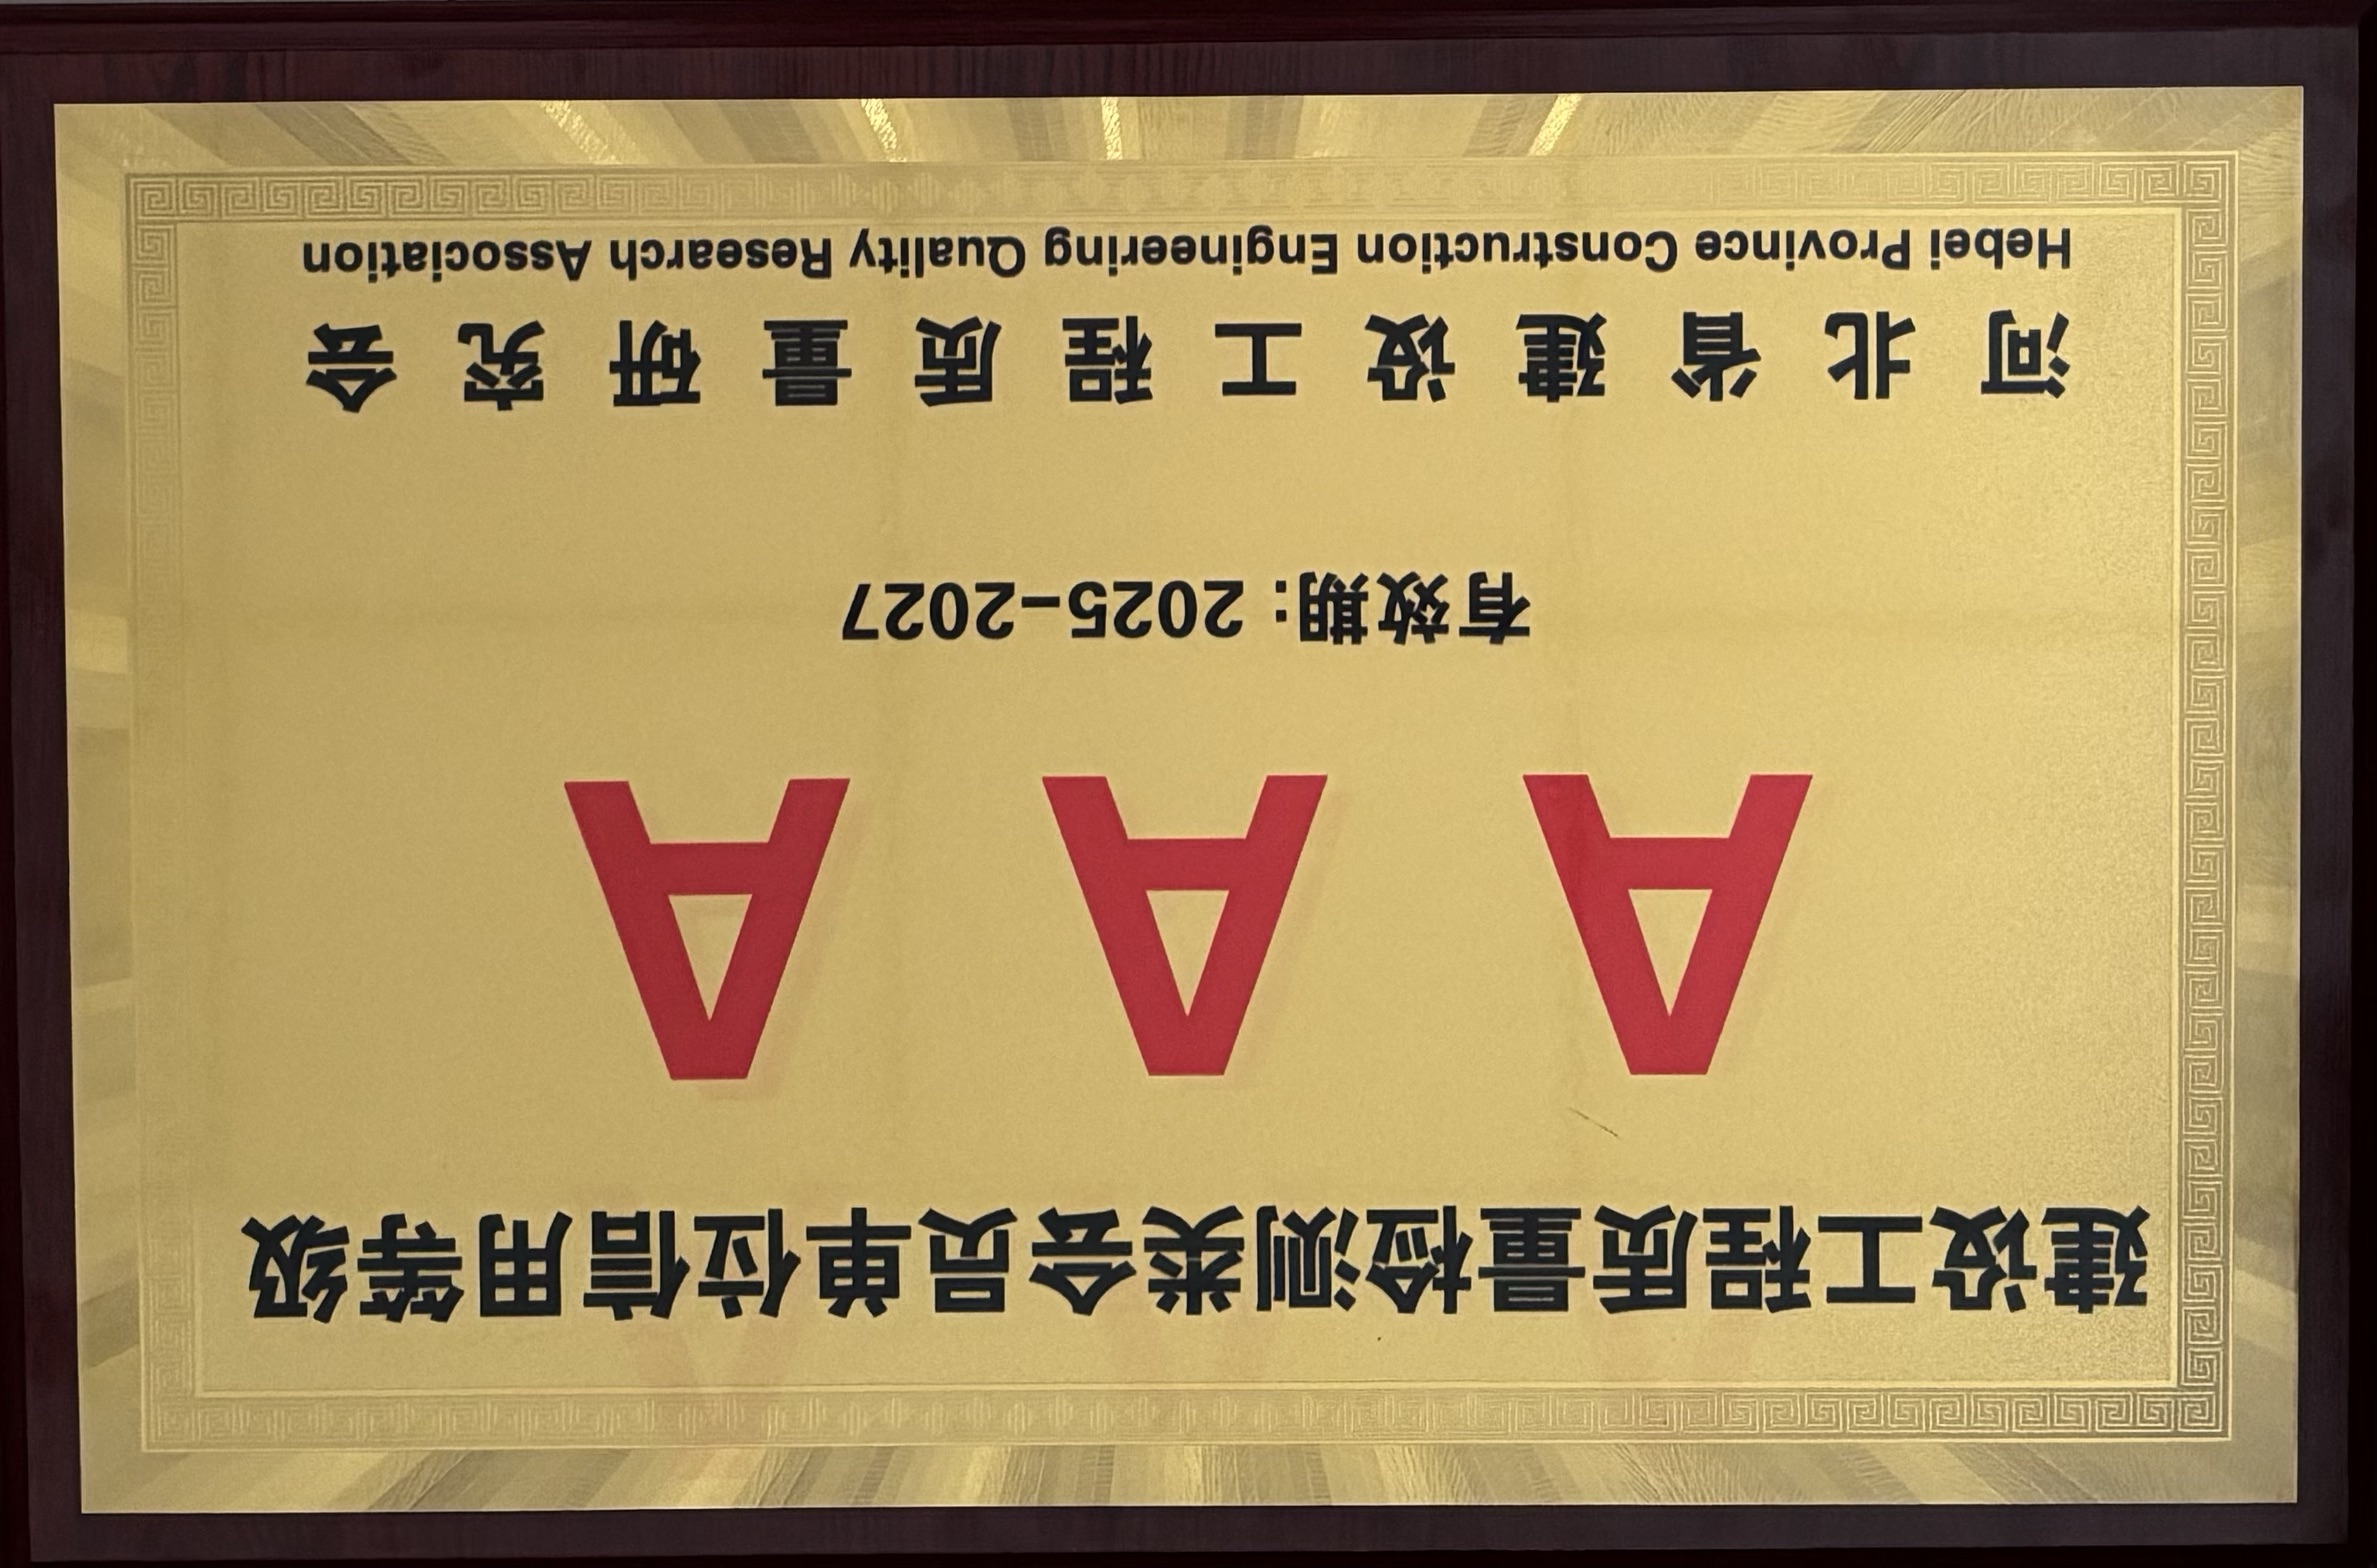 建设工程质量检测类会员单位信用等级
A A A
有效期：2025-2027
河北省建设工程质量研究会
Hebei Province Construction Engineering Quality Research Association